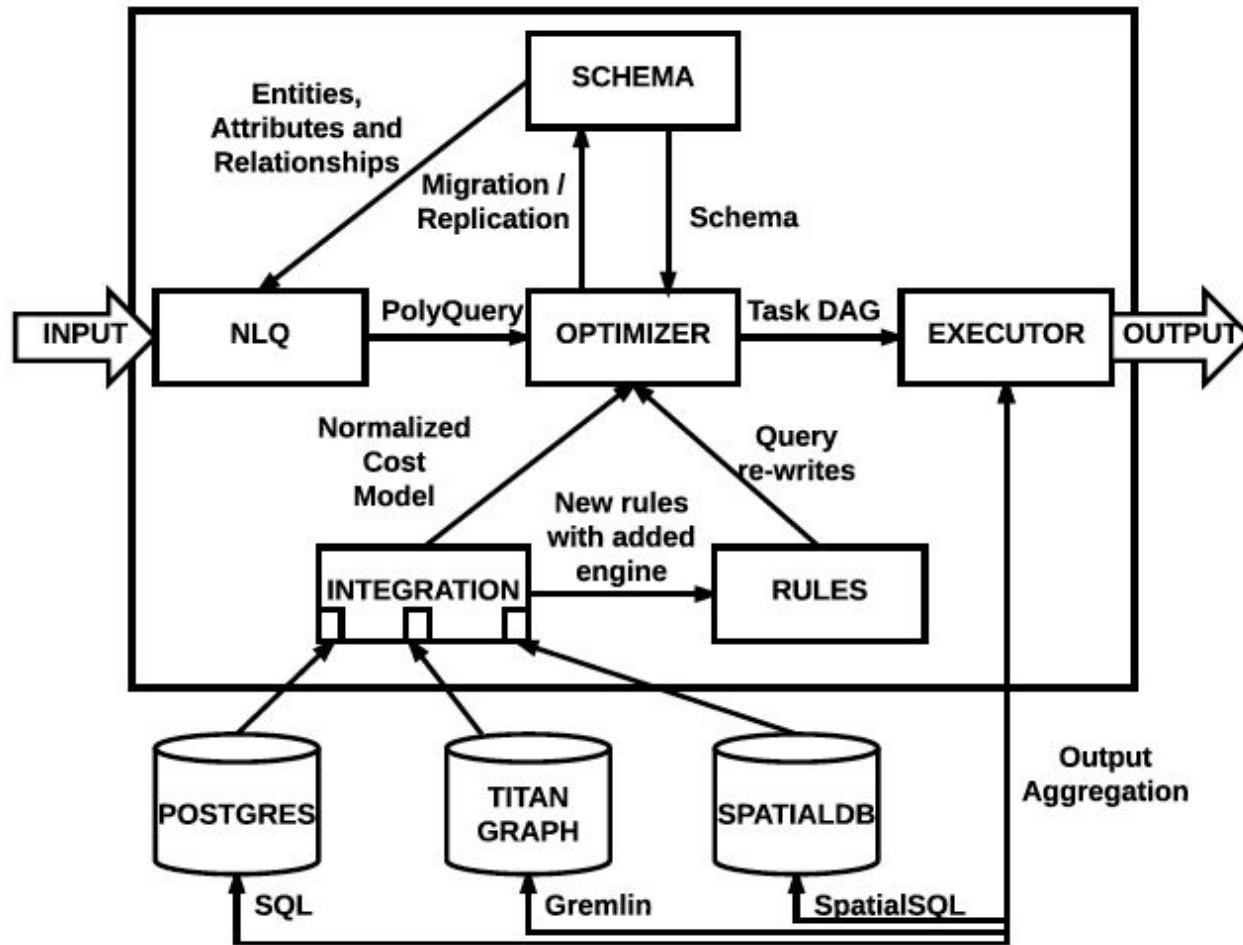 SCHEMA
Entities,
Attributes and
Relationships
Migration /
Replication
Schema
INPUT
NLQ
PolyQuery
OPTIMIZER
Task DAG
EXECUTOR
OUTPUT
Normalized
Cost
Model
Query
re-writes
New rules
with added
engine
INTEGRATION
RULES
POSTGRES
TITAN
GRAPH
SPATIALDB
Output
Aggregation
SQL
Gremlin
SpatialSQL